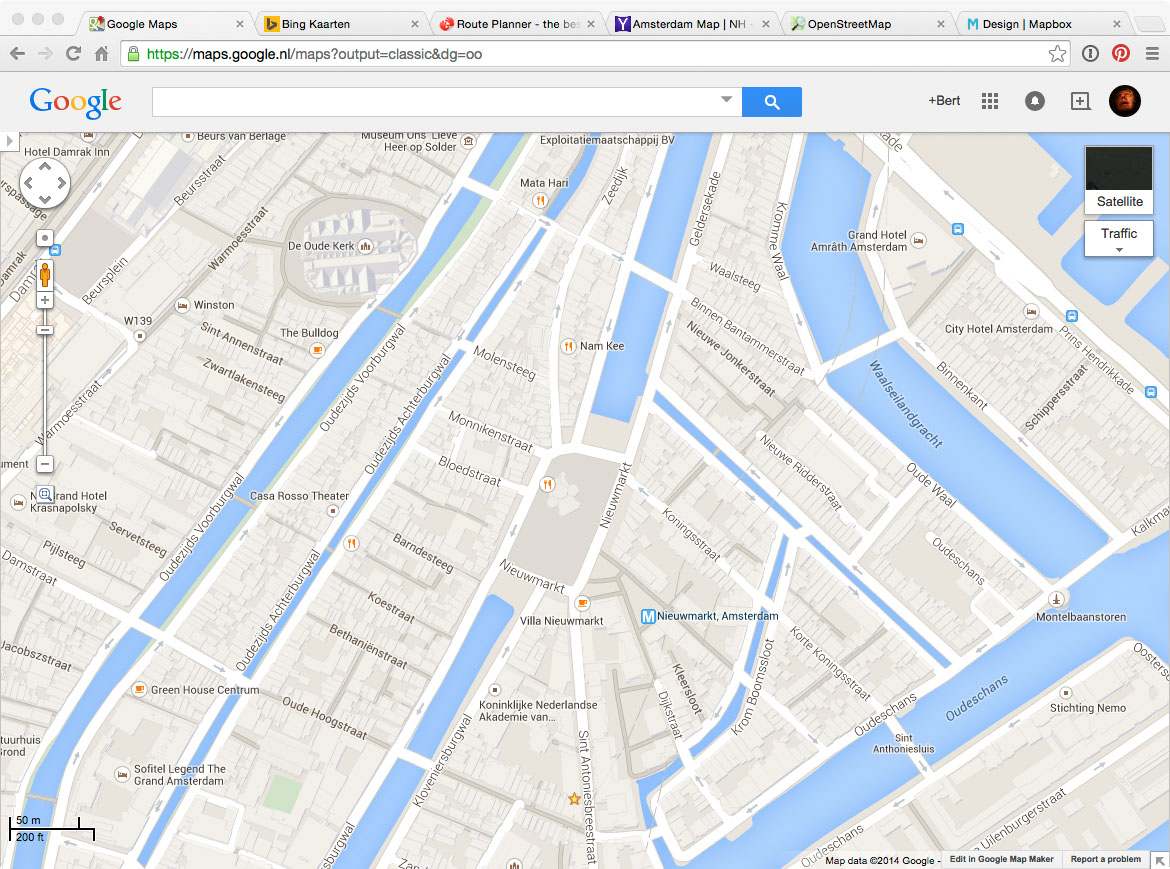 Google Maps
Bing Kaarten
Route Planner - the bes
Amsterdam Map | NH -
OpenStreetMap
Design | Mapbox
https://maps.google.nl/maps?output=classic&dg=oo
Google
+Bert
Hotel Damrak Inn
Beurs van Berlage
Museum Ons' Lieve
Heer op Solder
Exploitatiemaatschappij BV
Satellite
Traffic
Mata Hari
Zeedijk
Geldersekade
Kromme Waal
Grand Hotel
Amrâth Amsterdam
Beursstraat
Warmoesstraat
De Oude Kerk
Beursplein
Winston
W139
The Bulldog
Sint Annenstraat
Zwartlakensteeg
Warmoesstraat
Oudezijds Voorburgwal
Oudezijds Achterburgwal
Molensteeg
Nam Kee
Waalsteeg
Binnen Bantammerstraat
Nieuwe Jonkerstraat
City Hotel Amsterdam
Prins Hendrikkade
Binnenkant
Schippersstraat
Waalseilandgracht
Monnikenstraat
Bloedstraat
Nieuwmarkt
Nieuwe Ridderstraat
Oude Waal
ument
Krasnapolsky
Casa Rosso Theater
Oudezijds Voorburgwal
Servetsteeg
Pijlsteeg
Damstraat
Barndesteeg
Koestraat
Bethaniënstraat
Oudezijds Achterburgwal
Nieuwmarkt
Koningsstraat
Oudeschans
Villa Nieuwmarkt
Nieuwmarkt, Amsterdam
Montelbaanstoren
Jacobszstraat
Green House Centrum
Oude Hoogstraat
Koninklijke Nederlandse
Akademie van...
Kleersloot
Dijkstraat
Krom Boomssloot
Korte Koningsstraat
Oudeschans
Oudeschans
Stichting Nemo
Sint
Anthoniesluis
tuurhuis
Grond
Sofitel Legend The
Grand Amsterdam
Kloveniersburgwal
Sint Antoniesbreestraat
Uilenburgerstraat
Oudeschans
50 m
200 ft
Map data ©2014 Google -
Edit in Google Map Maker
Report a problem